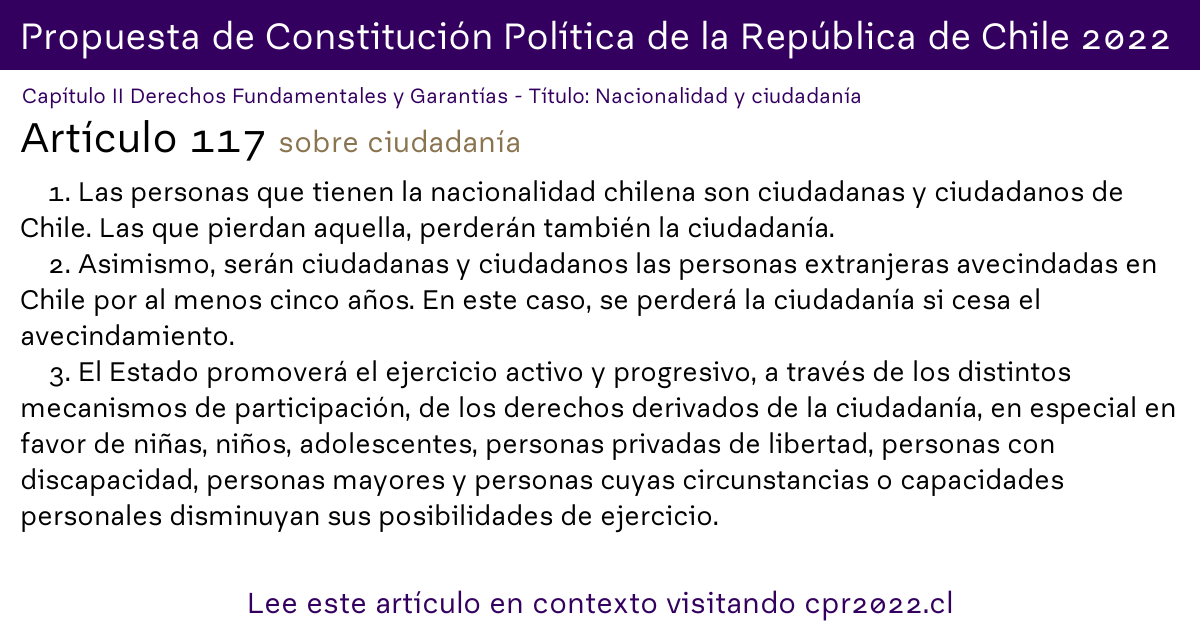 Propuesta de Constitución Política de la República de Chile 2022
Capítulo II Derechos Fundamentales y Garantías - Título: Nacionalidad y ciudadanía
Artículo 117 sobre ciudadanía
1. Las personas que tienen la nacionalidad chilena son ciudadanas y ciudadanos de
Chile. Las que pierdan aquella, perderán también la ciudadanía.
2. Asimismo, serán ciudadanas y ciudadanos las personas extranjeras avecindadas en
Chile por al menos cinco años. En este caso, se perderá la ciudadanía si cesa el
avecindamiento.
3. El Estado promoverá el ejercicio activo y progresivo, a través de los distintos
mecanismos de participación, de los derechos derivados de la ciudadanía, en especial en
favor de niñas, niños, adolescentes, personas privadas de libertad, personas con
discapacidad, personas mayores y personas cuyas circunstancias o capacidades
personales disminuyan sus posibilidades de ejercicio.
Lee este artículo en contexto visitando cpr2022.cl